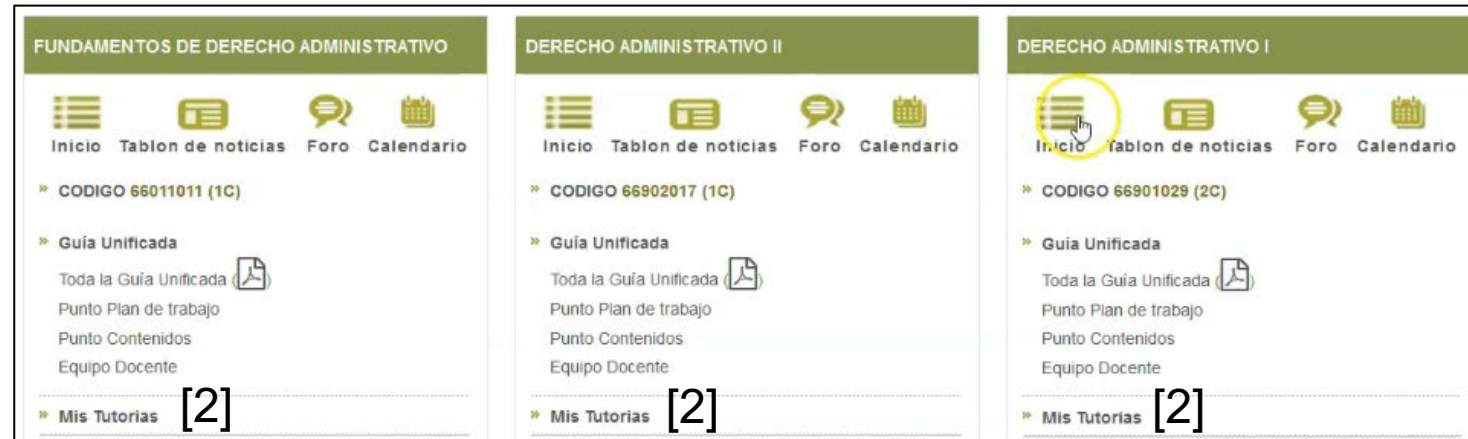 FUNDAMENTOS DE DERECHO ADMINISTRATIVO
Inicio Tablon de noticias Foro Calendario
» CODIGO 66011011 (1C)
» Guía Unificada
Toda la Guía Unificada ()
Punto Plan de trabajo
Punto Contenidos
Equipo Docente
» Mis Tutorias [2]
DERECHO ADMINISTRATIVO II
Inicio Tablon de noticias Foro Calendario
» CODIGO 66902017 (1C)
» Guía Unificada
Toda la Guía Unificada ()
Punto Plan de trabajo
Punto Contenidos
Equipo Docente
» Mis Tutorias [2]
DERECHO ADMINISTRATIVO I
Inicio Tablon de noticias Foro Calendario
» CODIGO 66901029 (2C)
» Guía Unificada
Toda la Guía Unificada ()
Punto Plan de trabajo
Punto Contenidos
Equipo Docente
» Mis Tutorias [2]